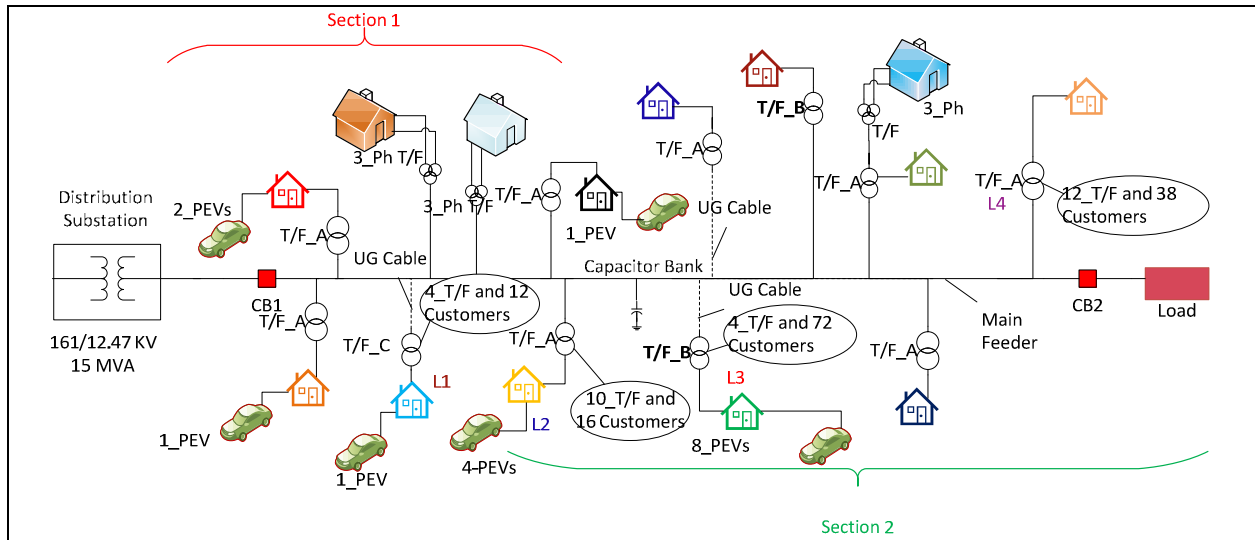 Section 1
3_Ph T/F
3_Ph T/F
T/F_B
3_Ph
T/F
Distribution
Substation
2_PEVs
T/F_A
T/F_A
1_PEV
T/F_A
UG Cable
T/F_A
T/F_A
L4
12_T/F and 38
Customers
161/12.47 KV
15 MVA
CB1
T/F_A
1_PEV
UG Cable
T/F_C
4_T/F and 12
Customers
L1
1_PEV
Capacitor Bank
T/F_A
10_T/F and
16 Customers
L2
4-PEVs
UG Cable
T/F_B
4_T/F and 72
Customers
L3
8_PEVs
T/F_A
Main
Feeder
CB2
Load
Section 2